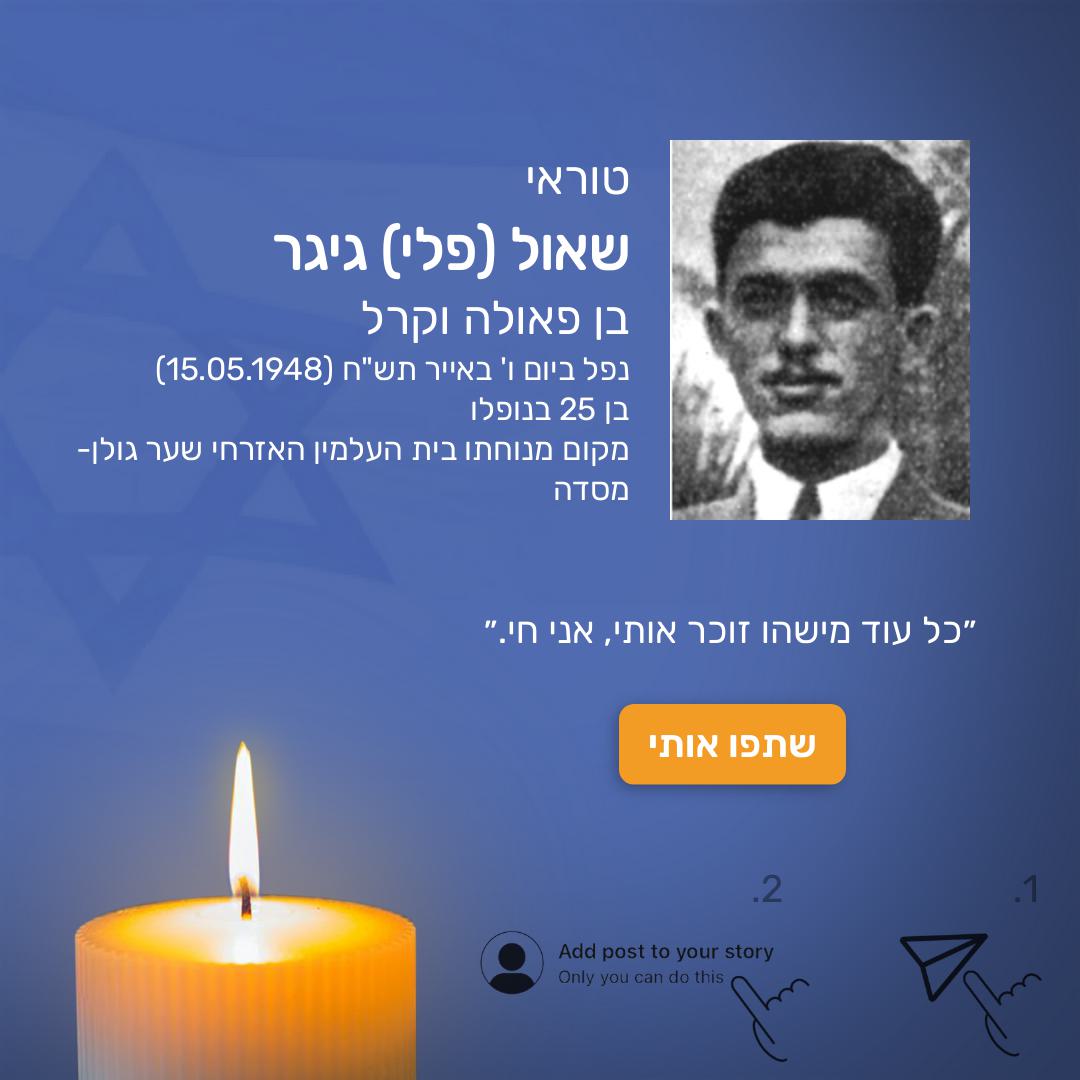 טוראי
שאול (פלי) גיגר
בן פאולה וקרל
נפל ביום ו' באייר תש"ח (15.05.1948)
בן 25 בנופלו
מקום מנוחתו בית העלמין האזרחי שער גולן-
מסדה
״כל עוד מישהו זוכר אותי, אני חי.״
שתפו אותי
.1
.2
Add post to your story
Only you can do this